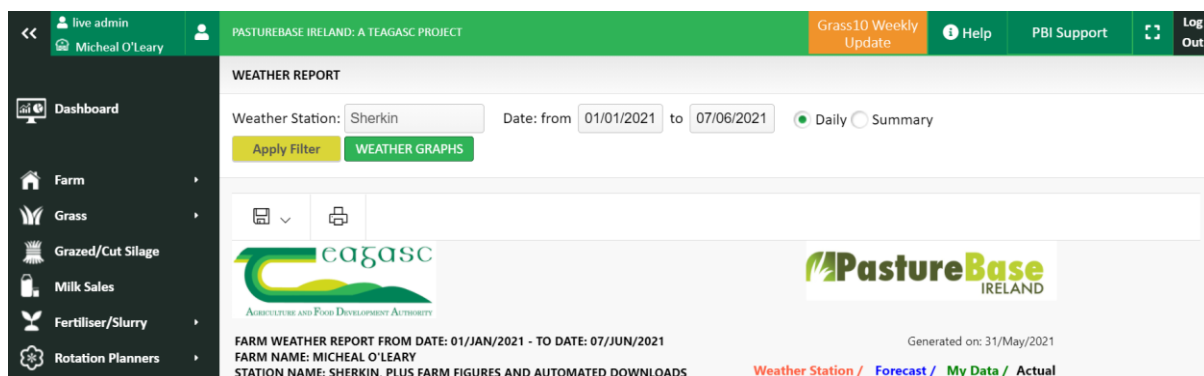 live admin
Micheal O'Leary
PASTUREBASE IRELAND: A TEAGASC PROJECT
Grass10 Weekly
Update
Help
PBI Support
Log
Out
WEATHER REPORT
Dashboard
Weather Station: Sherkin Date: from 01/01/2021 to 07/06/2021 Daily Summary
Apply Filter WEATHER GRAPHS
Farm
Grass
Grazed/Cut Silage
Milk Sales
Fertiliser/Slurry
Rotation Planners
eagasc
AGRICULTURE AND FOOD DEVELOPMENT AUTHORITY
PastureBase
IRELAND
FARM WEATHER REPORT FROM DATE: 01/JAN/2021 - TO DATE: 07/JUN/2021
Generated on: 31/May/2021
FARM NAME: MICHEAL O'LEARY
STATION NAME: SHERKIN, PLUS FARM FIGURES AND AUTOMATED DOWNLOADS
Weather Station / Forecast / My Data / Actual